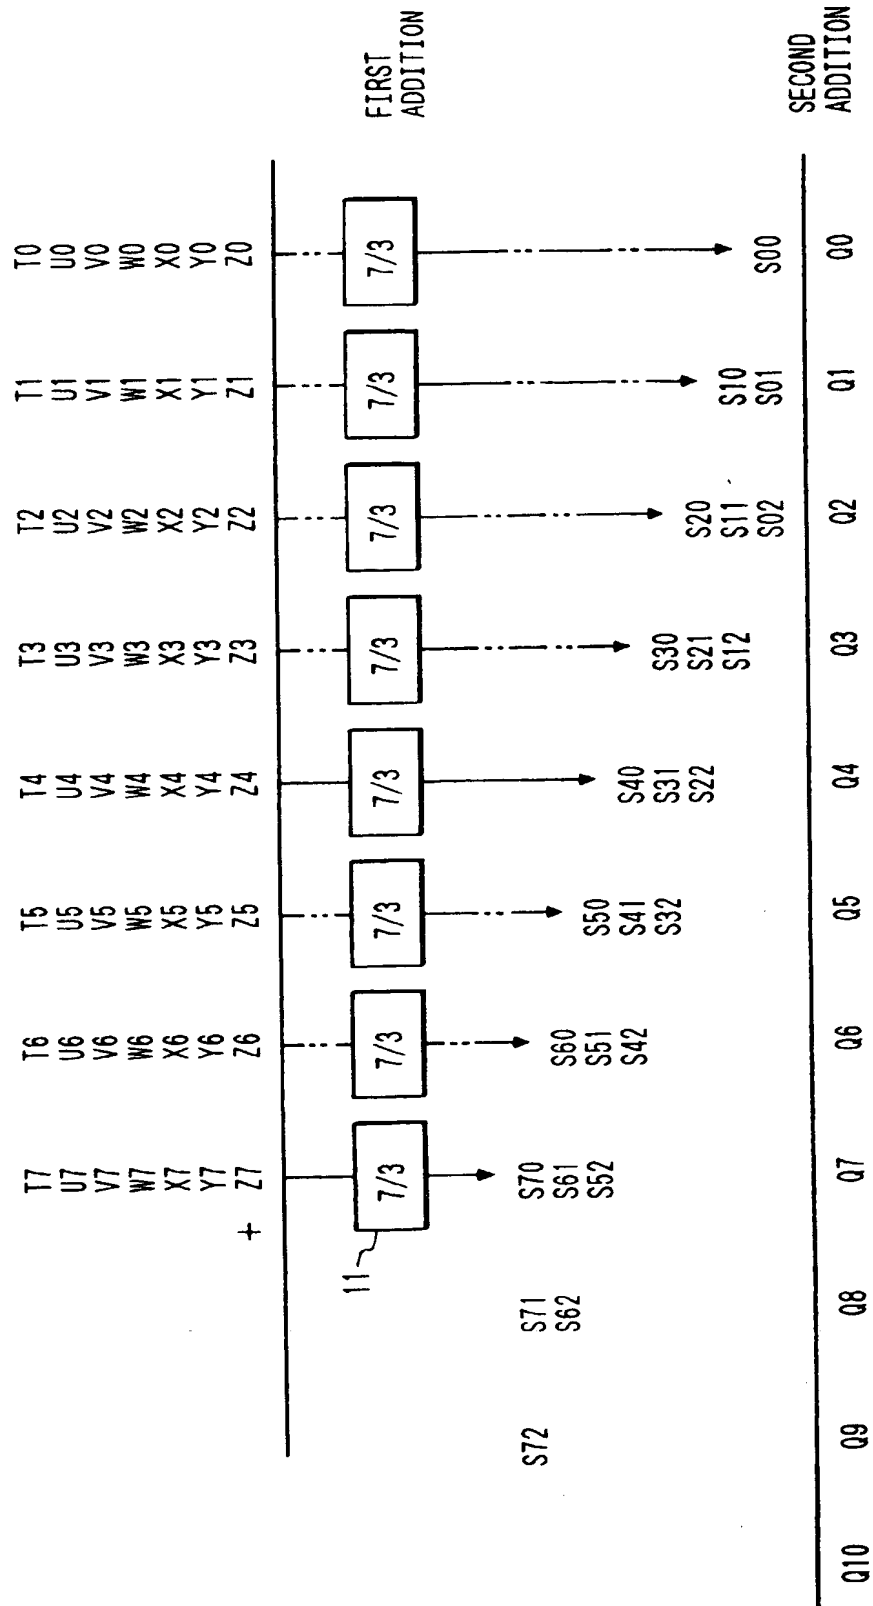 T7 T6 T5 T4 T3 T2 T1 T0
U7 U6 U5 U4 U3 U2 U1 U0
V7 V6 V5 V4 V3 V2 V1 V0
W7 W6 W5 W4 W3 W2 W1 W0
X7 X6 X5 X4 X3 X2 X1 X0
Y7 Y6 Y5 Y4 Y3 Y2 Y1 Y0
+ Z7 Z6 Z5 Z4 Z3 Z2 Z1 Z0
11
7/3 7/3 7/3 7/3 7/3 7/3 7/3 7/3
FIRST
ADDITION
S72 S71 S70
S62 S61 S60
S52 S51 S50
S42 S41 S40
S32 S31 S30
S22 S21 S20
S12 S11 S10
S02 S01 S00
SECOND
ADDITION
Q10 Q9 Q8 Q7 Q6 Q5 Q4 Q3 Q2 Q1 Q0